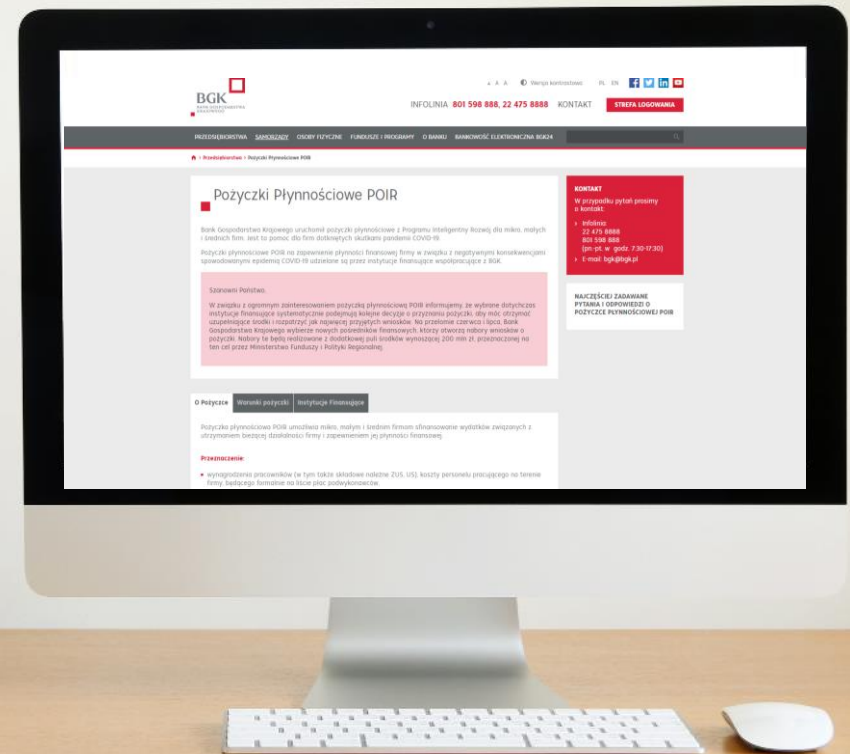 A A A Wersja kontrastowa PL EN
BGK
BANK GOSPODARSTWA
KRAJOWEGO
INFOLINIA 801 598 888, 22 475 8888 KONTAKT STREFA LOGOWANIA
PRZEDSIĘBIORSTWA SAMORZĄDY OSOBY FIZYCZNE FUNDUSZE I PROGRAMY O BANKU BANKOWOŚĆ ELEKTRONICZNA BGK24
> Przedsiębiorstwa > Pożyczki Płynnościowe POIR
Pożyczki Płynnościowe POIR
Bank Gospodarstwa Krajowego uruchomił pożyczki płynnościowe z Programu Inteligentny Rozwój dla mikro, małych
i średnich firm. Jest to pomoc dla firm dotkniętych skutkami pandemii COVID-19.
Pożyczki płynnościowe POIR na zapewnienie płynności finansowej firmy w związku z negatywnymi konsekwencjami
spowodowanymi epidemią COVID-19 udzielane są przez instytucje finansujące współpracujące z BGK.
Szanowni Państwo,
W związku z ogromnym zainteresowaniem pożyczką płynnościową POIR informujemy, że wybrane dotychczas
instytucje finansujące systematycznie podejmują kolejne decyzje o przyznaniu pożyczki, aby móc otrzymać
uzupełniające środki i rozpatrzyć jak najwięcej przyjętych wniosków. Na przełomie czerwca i lipca, Bank
Gospodarstwa Krajowego wybierze nowych pośredników finansowych, którzy otworzą nabory wniosków o
pożyczki. Nabory te będą realizowane z dodatkowej puli środków wynoszącej 200 mln zł, przeznaczonej na
ten cel przez Ministerstwo Funduszy i Polityki Regionalnej.
KONTAKT
W przypadku pytań prosimy
o kontakt:
> Infolinia:
22 475 8888
801 598 888
(pn.-pt. w godz. 7:30-17:30)
> E-mail: bgk@bgk.pl
NAJCZĘŚCIEJ ZADAWANE
PYTANIA I ODPOWIEDZI O
POŻYCZCE PŁYNNOŚCIOWEJ POIR
O Pożyczce Warunki pożyczki Instytucje Finansujące
Pożyczka płynnościowa POIR umożliwia mikro, małym i średnim firmom sfinansowanie wydatków związanych z
utrzymaniem bieżącej działalności firmy i zapewnieniem jej płynności finansowej.
Przeznaczenie:
wynagrodzenia pracowników (w tym także składowe należne ZUS, US), koszty personelu pracującego na terenie
firmy, będącego formalnie na liście płac podwykonawców,